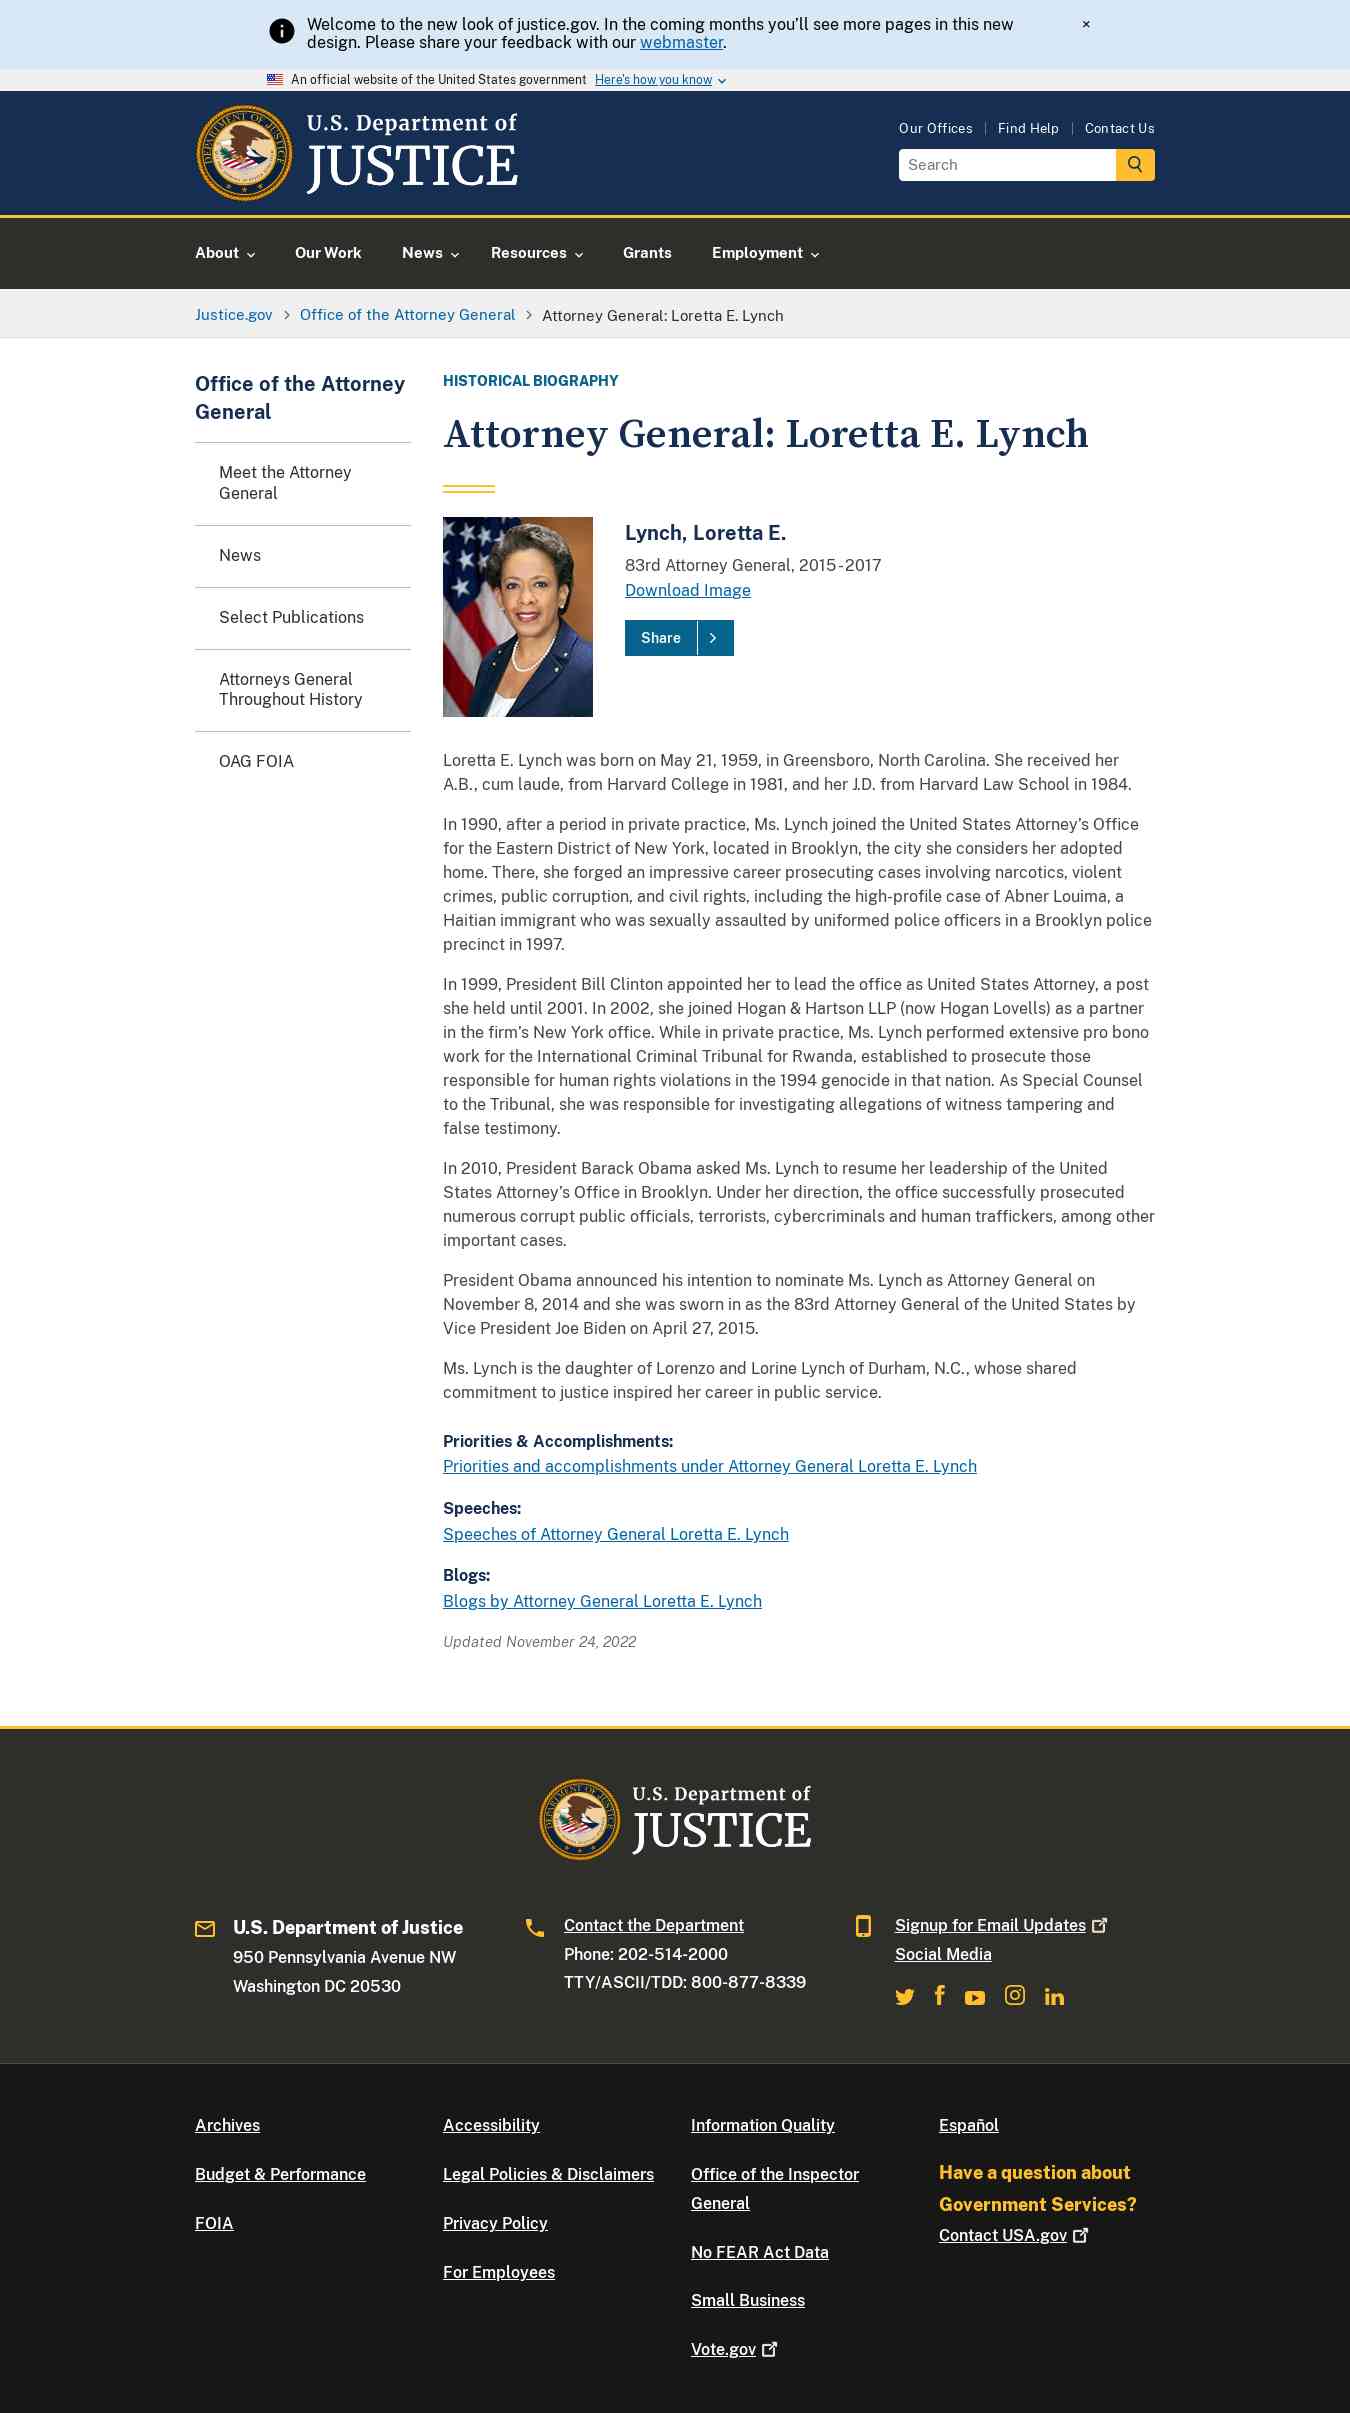 Welcome to the new look of justice.gov. In the coming months you’ll see more pages in this new
design. Please share your feedback with our webmaster.
×
An official website of the United States government Here's how you know
U.S. Department of
JUSTICE
Our Offices Find Help Contact Us
Search
About Our Work News Resources Grants Employment
Justice.gov Office of the Attorney General Attorney General: Loretta E. Lynch
Office of the Attorney
General
Meet the Attorney
General
News
Select Publications
Attorneys General
Throughout History
OAG FOIA
HISTORICAL BIOGRAPHY
Attorney General: Loretta E. Lynch
Lynch, Loretta E.
83rd Attorney General, 2015-2017
Download Image
Share
Loretta E. Lynch was born on May 21, 1959, in Greensboro, North Carolina. She received her
A.B., cum laude, from Harvard College in 1981, and her J.D. from Harvard Law School in 1984.
In 1990, after a period in private practice, Ms. Lynch joined the United States Attorney’s Office
for the Eastern District of New York, located in Brooklyn, the city she considers her adopted
home. There, she forged an impressive career prosecuting cases involving narcotics, violent
crimes, public corruption, and civil rights, including the high-profile case of Abner Louima, a
Haitian immigrant who was sexually assaulted by uniformed police officers in a Brooklyn police
precinct in 1997.
In 1999, President Bill Clinton appointed her to lead the office as United States Attorney, a post
she held until 2001. In 2002, she joined Hogan & Hartson LLP (now Hogan Lovells) as a partner
in the firm’s New York office. While in private practice, Ms. Lynch performed extensive pro bono
work for the International Criminal Tribunal for Rwanda, established to prosecute those
responsible for human rights violations in the 1994 genocide in that nation. As Special Counsel
to the Tribunal, she was responsible for investigating allegations of witness tampering and
false testimony.
In 2010, President Barack Obama asked Ms. Lynch to resume her leadership of the United
States Attorney’s Office in Brooklyn. Under her direction, the office successfully prosecuted
numerous corrupt public officials, terrorists, cybercriminals and human traffickers, among other
important cases.
President Obama announced his intention to nominate Ms. Lynch as Attorney General on
November 8, 2014 and she was sworn in as the 83rd Attorney General of the United States by
Vice President Joe Biden on April 27, 2015.
Ms. Lynch is the daughter of Lorenzo and Lorine Lynch of Durham, N.C., whose shared
commitment to justice inspired her career in public service.
Priorities & Accomplishments:
Priorities and accomplishments under Attorney General Loretta E. Lynch
Speeches:
Speeches of Attorney General Loretta E. Lynch
Blogs:
Blogs by Attorney General Loretta E. Lynch
Updated November 24, 2022
U.S. Department of
JUSTICE
U.S. Department of Justice
950 Pennsylvania Avenue NW
Washington DC 20530
Contact the Department
Phone: 202-514-2000
TTY/ASCII/TDD: 800-877-8339
Signup for Email Updates
Social Media
Archives
Budget & Performance
FOIA
Accessibility
Legal Policies & Disclaimers
Privacy Policy
For Employees
Information Quality
Office of the Inspector
General
No FEAR Act Data
Small Business
Vote.gov
Español
Have a question about
Government Services?
Contact USA.gov